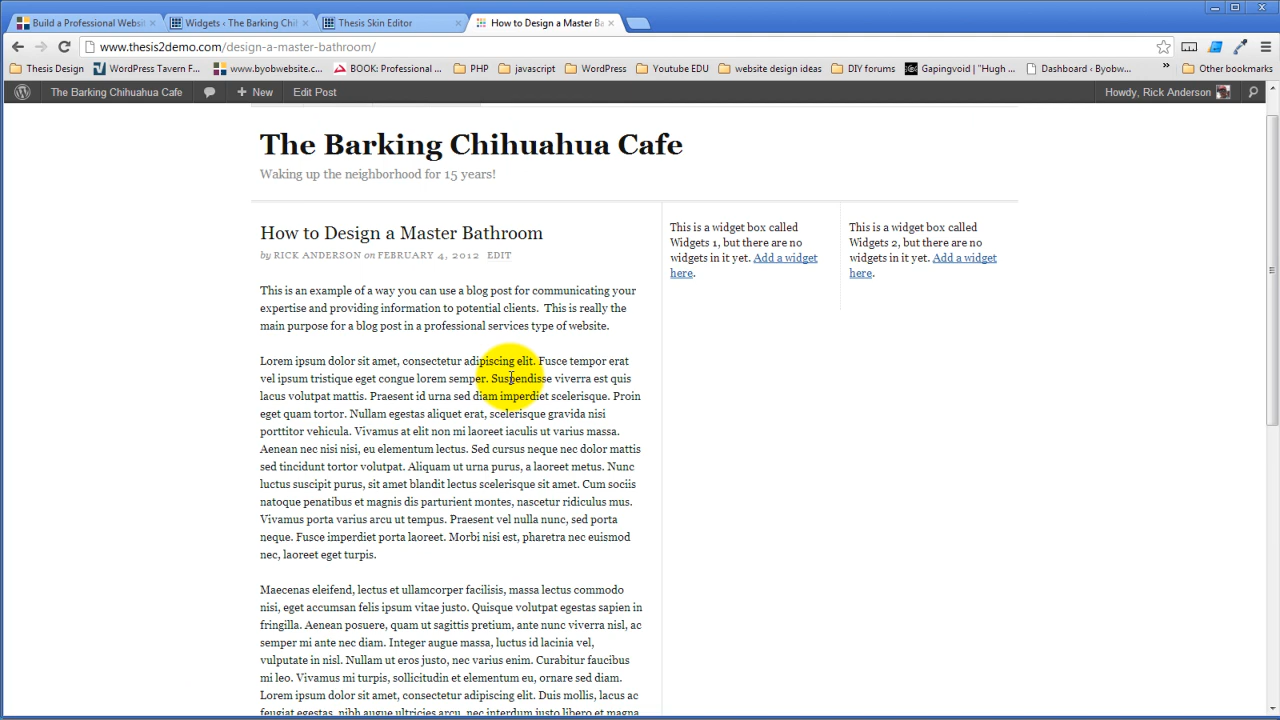 Build a Professional Websit
Widgets ‹ The Barking Chil
Thesis Skin Editor
How to Design a Master Ba
www.thesis2demo.com/design-a-master-bathroom/
Thesis Design
WordPress Tavern F...
www.byobwebsite.c...
BOOK: Professional ...
PHP
javascript
WordPress
Youtube EDU
website design ideas
DIY forums
Gapingvoid | "Hugh ...
Dashboard ‹ Byobw...
»
Other bookmarks
The Barking Chihuahua Cafe
+ New
Edit Post
Howdy, Rick Anderson
The Barking Chihuahua Cafe
Waking up the neighborhood for 15 years!
How to Design a Master Bathroom
by RICK ANDERSON on FEBRUARY 4, 2012 EDIT
This is an example of a way you can use a blog post for communicating your
expertise and providing information to potential clients.  This is really the
main purpose for a blog post in a professional services type of website.
Lorem ipsum dolor sit amet, consectetur adipiscing elit. Fusce tempor erat
vel ipsum tristique eget congue lorem semper. Suspendisse viverra est quis
lacus volutpat mattis. Praesent id urna sed diam imperdiet scelerisque. Proin
eget quam tortor. Nullam egestas aliquet erat, scelerisque gravida nisi
porttitor vehicula. Vivamus at elit non mi laoreet iaculis ut varius massa.
Aenean nec nisi nisi, eu elementum lectus. Sed cursus neque nec dolor mattis
sed tincidunt tortor volutpat. Aliquam ut urna purus, a laoreet metus. Nunc
luctus suscipit purus, sit amet blandit lectus scelerisque sit amet. Cum sociis
natoque penatibus et magnis dis parturient montes, nascetur ridiculus mus.
Vivamus porta varius arcu ut tempus. Praesent vel nulla nunc, sed porta
neque. Fusce imperdiet porta laoreet. Morbi nisi est, pharetra nec euismod
nec, laoreet eget turpis.
Maecenas eleifend, lectus et ullamcorper facilisis, massa lectus commodo
nisi, eget accumsan felis ipsum vitae justo. Quisque volutpat egestas sapien in
fringilla. Aenean posuere, quam ut sagittis pretium, ante nunc viverra nisl, ac
semper mi ante nec diam. Integer augue massa, luctus id lacinia vel,
vulputate in nisl. Nullam ut eros justo, nec varius enim. Curabitur faucibus
mi leo. Vivamus mi turpis, sollicitudin et elementum eu, ornare sed diam.
Lorem ipsum dolor sit amet, consectetur adipiscing elit. Duis mollis, lacus ac
feugiat egestas, nibh augue ultricies arcu, nec interdum justo libero et magna
This is a widget box called
Widgets 1, but there are no
widgets in it yet. Add a widget
here.
This is a widget box called
Widgets 2, but there are no
widgets in it yet. Add a widget
here.